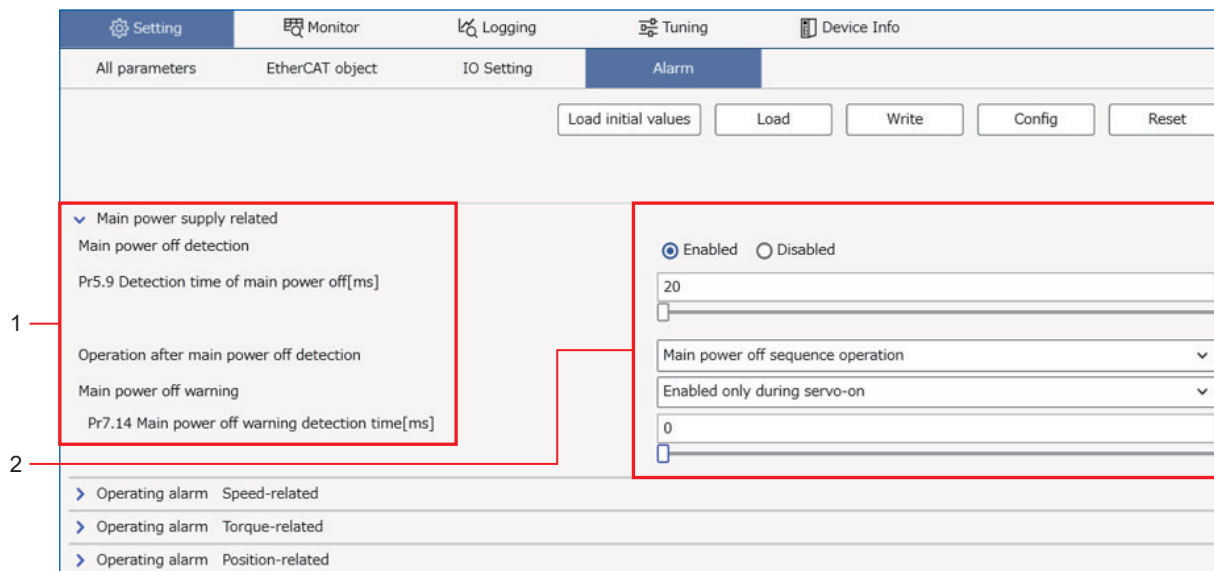 Setting Monitor Logging Tuning Device Info
All parameters EtherCAT object IO Setting Alarm
Load initial values Load Write Config Reset
Main power supply related
Main power off detection
Enabled Disabled
Pr5.9 Detection time of main power off[ms]
20
1
Operation after main power off detection
Main power off sequence operation
Main power off warning
Enabled only during servo-on
Pr7.14 Main power off warning detection time[ms]
0
2
Operating alarm Speed-related
Operating alarm Torque-related
Operating alarm Position-related